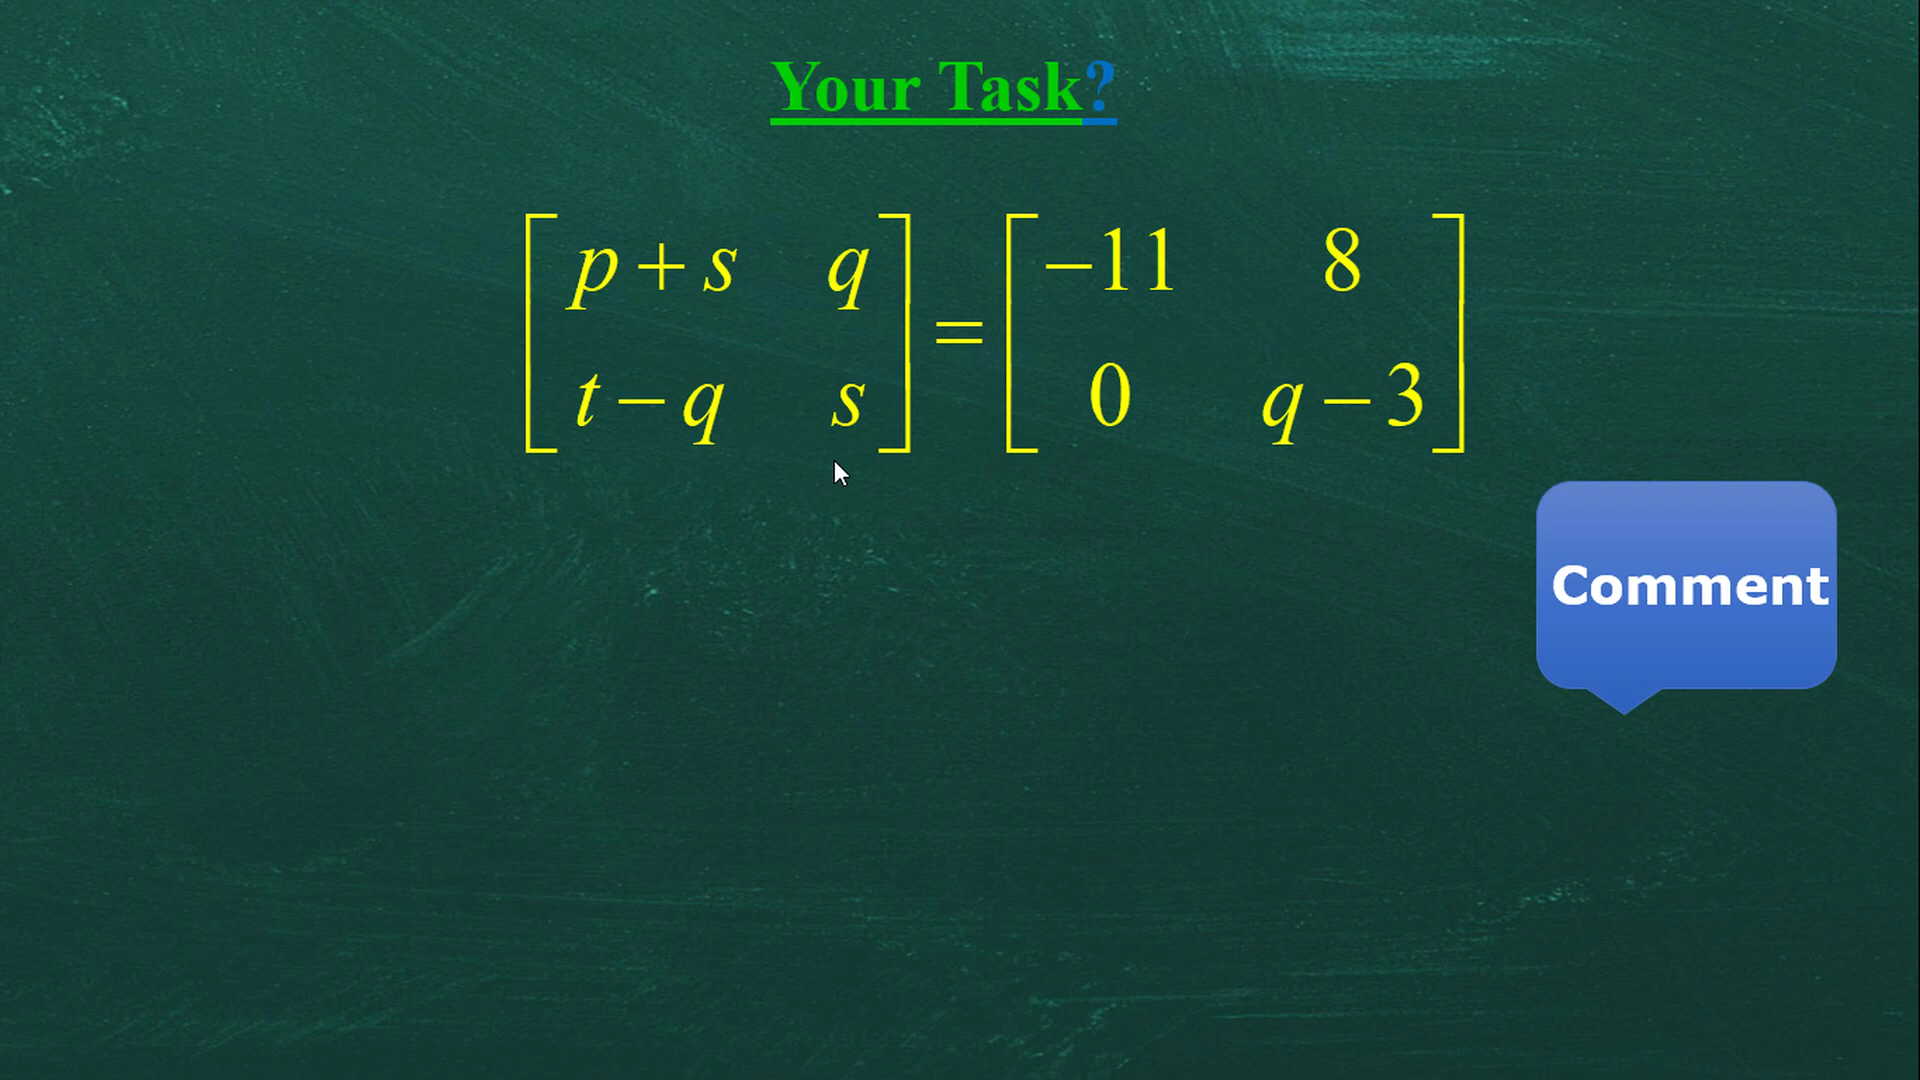 Your Task?
[ p + s   q ] = [ −11   8 ]
[ t − q   s ]   [ 0   q − 3 ]
Comment